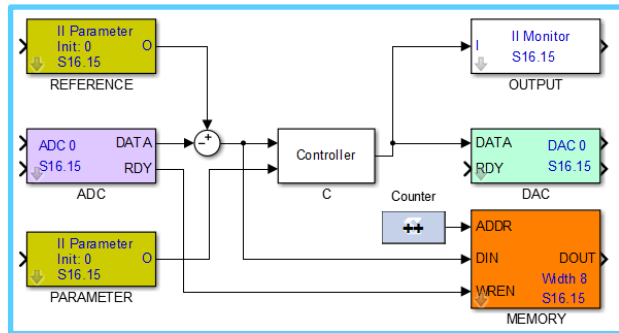 II Parameter
Init: 0
S16.15
O
REFERENCE
ADC 0
S16.15
DATA
RDY
ADC
II Parameter
Init: 0
S16.15
O
PARAMETER
- +
Controller
C
Counter
++
I
II Monitor
S16.15
OUTPUT
DATA
RDY
DAC 0
S16.15
DAC
ADDR
DIN
WREN
DOUT
Width 8
S16.15
MEMORY